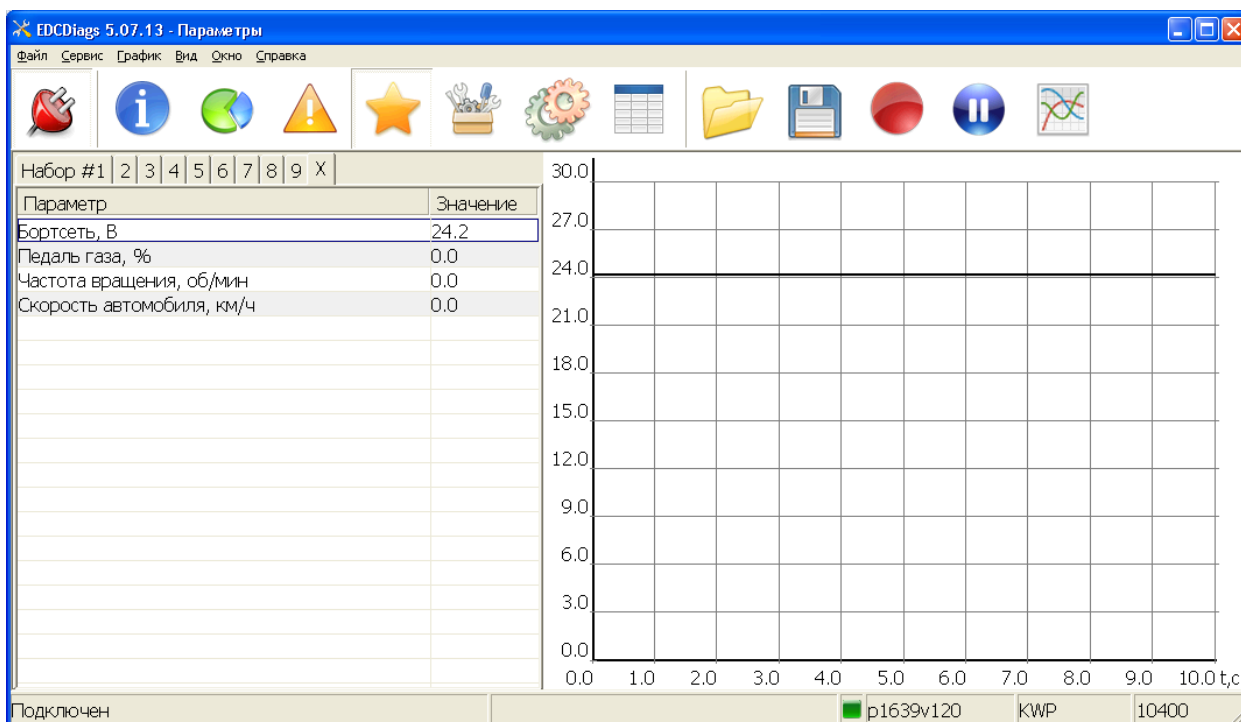 EDCDiags 5.07.13 - Параметры
Файл Сервис График Вид Окно Справка
Набор #1 2 3 4 5 6 7 8 9 X
Параметр Значение
Бортсеть, В 24.2
Педаль газа, % 0.0
Частота вращения, об/мин 0.0
Скорость автомобиля, км/ч 0.0
30.0
27.0
24.0
21.0
18.0
15.0
12.0
9.0
6.0
3.0
0.0
0.0 1.0 2.0 3.0 4.0 5.0 6.0 7.0 8.0 9.0 10.0 t,c
Подключен p1639v120 KWP 10400